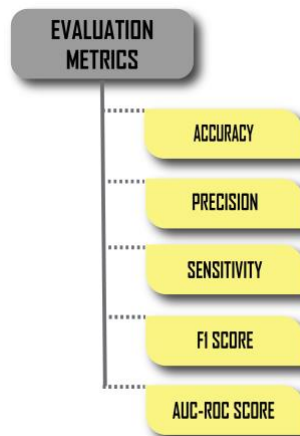 EVALUATION
METRICS
ACCURACY
PRECISION
SENSITIVITY
F1 SCORE
AUC-ROC SCORE